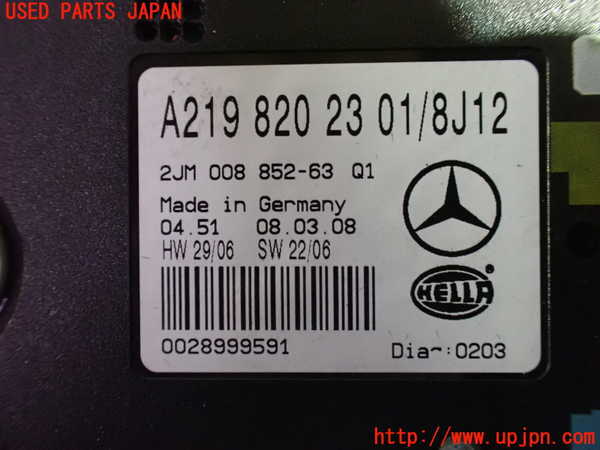 USED PARTS JAPAN
A219 820 23 01/8J12
2JM 008 852-63 Q1
Made in Germany
04.51 08.03.08
HW 29/06 SW 22/06
HELLA
®
0028999591
Dia~:0203
http://www.upjpn.com/